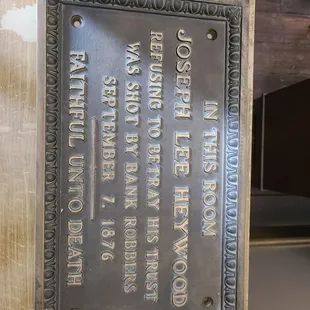 IN THIS ROOM
JOSEPH LEE HEYWOOD
REFUSING TO BETRAY HIS TRUST
WAS SHOT BY BANK ROBBERS
SEPTEMBER 7, 1876
FAITHFUL UNTO DEATH